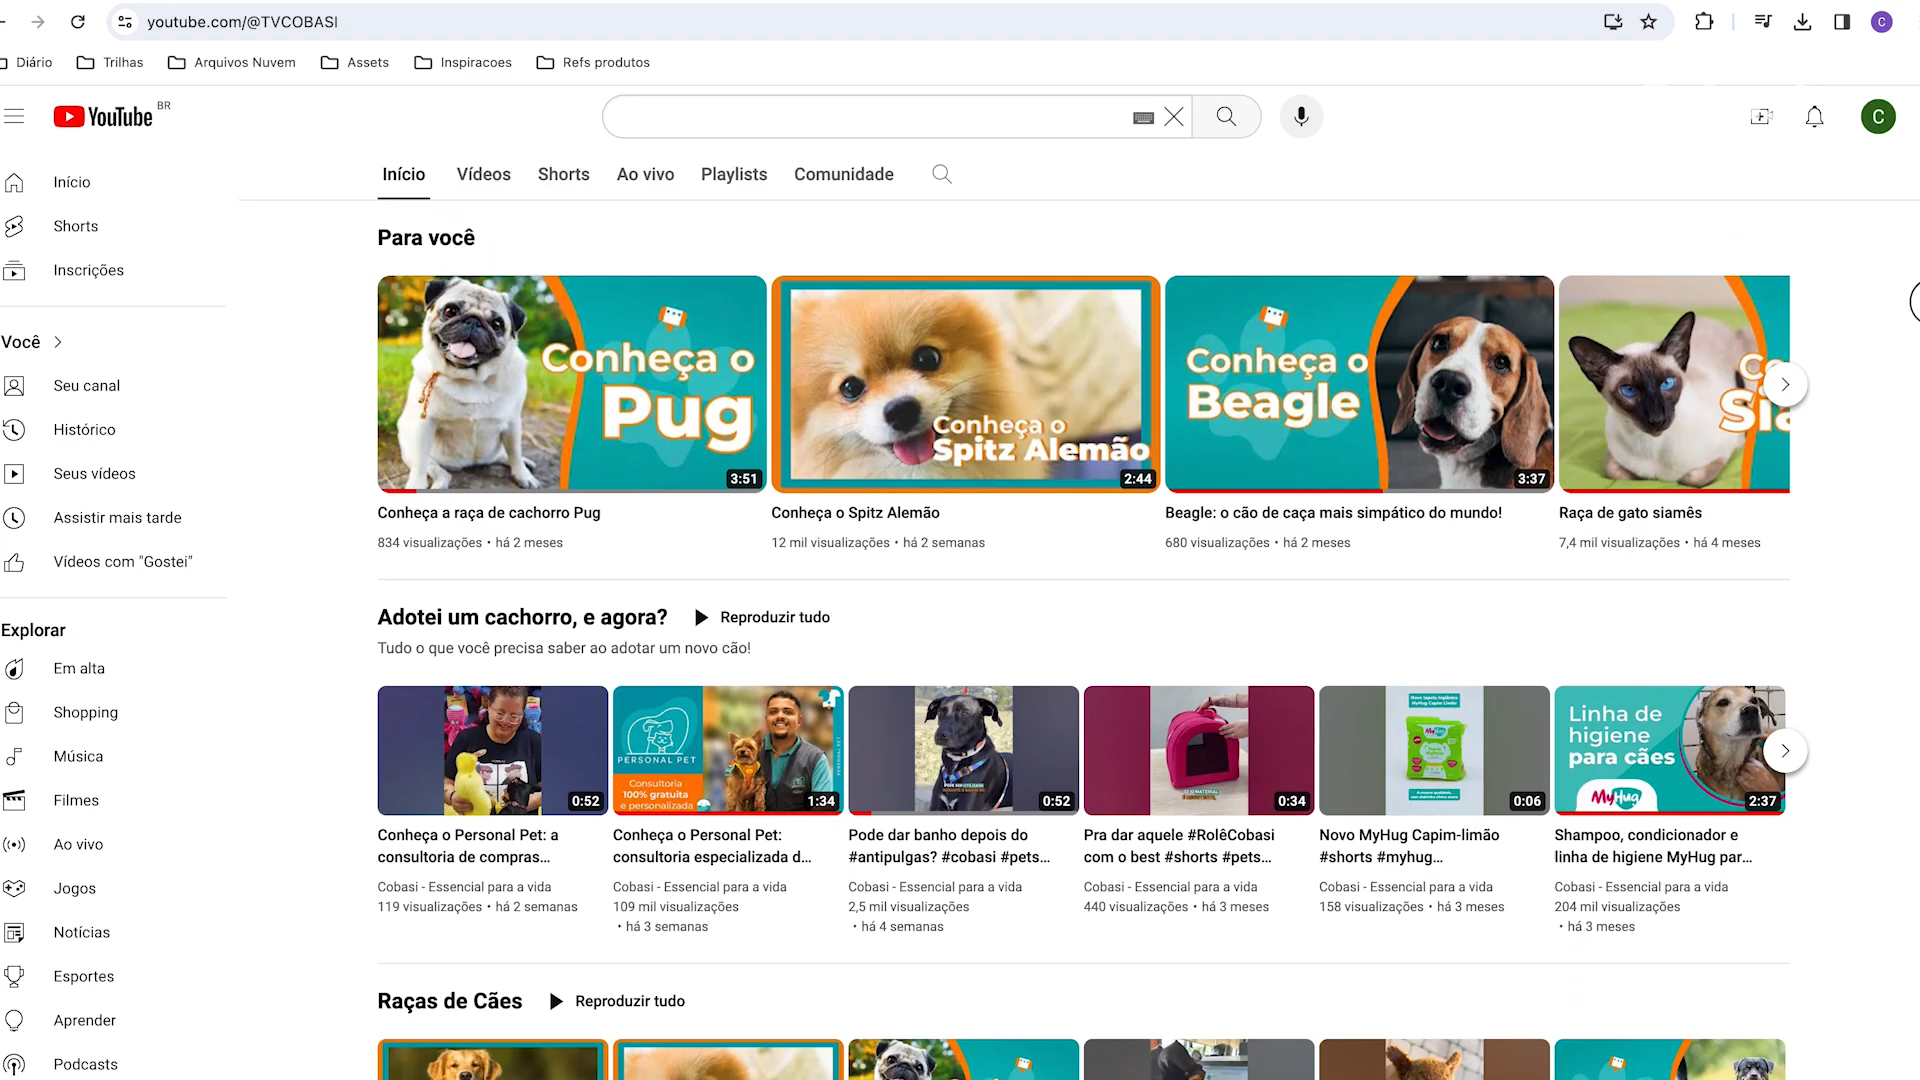 youtube.com/@TVCOBASI
C
Diário
Trilhas
Arquivos Nuvem
Assets
Inspiracoes
Refs produtos
YouTube BR
C
Início
Shorts
Inscrições
Você
Seu canal
Histórico
Seus vídeos
Assistir mais tarde
Vídeos com "Gostei"
Explorar
Em alta
Shopping
Música
Filmes
Ao vivo
Jogos
Notícias
Esportes
Aprender
Podcasts
Início Vídeos Shorts Ao vivo Playlists Comunidade
Para você
Conheça o
Pug
3:51
Conheça a raça de cachorro Pug
834 visualizações • há 2 meses
Conheça o
Spitz Alemão
2:44
Conheça o Spitz Alemão
12 mil visualizações • há 2 semanas
Conheça o
Beagle
3:37
Beagle: o cão de caça mais simpático do mundo!
680 visualizações • há 2 meses
Raça de gato siamês
7,4 mil visualizações • há 4 meses
Adotei um cachorro, e agora?
Reproduzir tudo
Tudo o que você precisa saber ao adotar um novo cão!
0:52
Conheça o Personal Pet: a
consultoria de compras...
Cobasi - Essencial para a vida
119 visualizações • há 2 semanas
PERSONAL PET
Consultoria
100% gratuita
e personalizada
1:34
Conheça o Personal Pet:
consultoria especializada d...
Cobasi - Essencial para a vida
109 mil visualizações
• há 3 semanas
PODE SER UTILIZADO
0:52
Pode dar banho depois do
#antipulgas? #cobasi #pets...
Cobasi - Essencial para a vida
2,5 mil visualizações
• há 4 semanas
0:34
Pra dar aquele #RolêCobasi
com o best #shorts #pets...
Cobasi - Essencial para a vida
440 visualizações • há 3 meses
Novo tapete higiênico
MyHug Capim Limão
MyHug
0:06
Novo MyHug Capim-limão
#shorts #myhug...
Cobasi - Essencial para a vida
158 visualizações • há 3 meses
Linha de
higiene
para cães
MyHug
2:37
Shampoo, condicionador e
linha de higiene MyHug par...
Cobasi - Essencial para a vida
204 mil visualizações
• há 3 meses
Raças de Cães
Reproduzir tudo